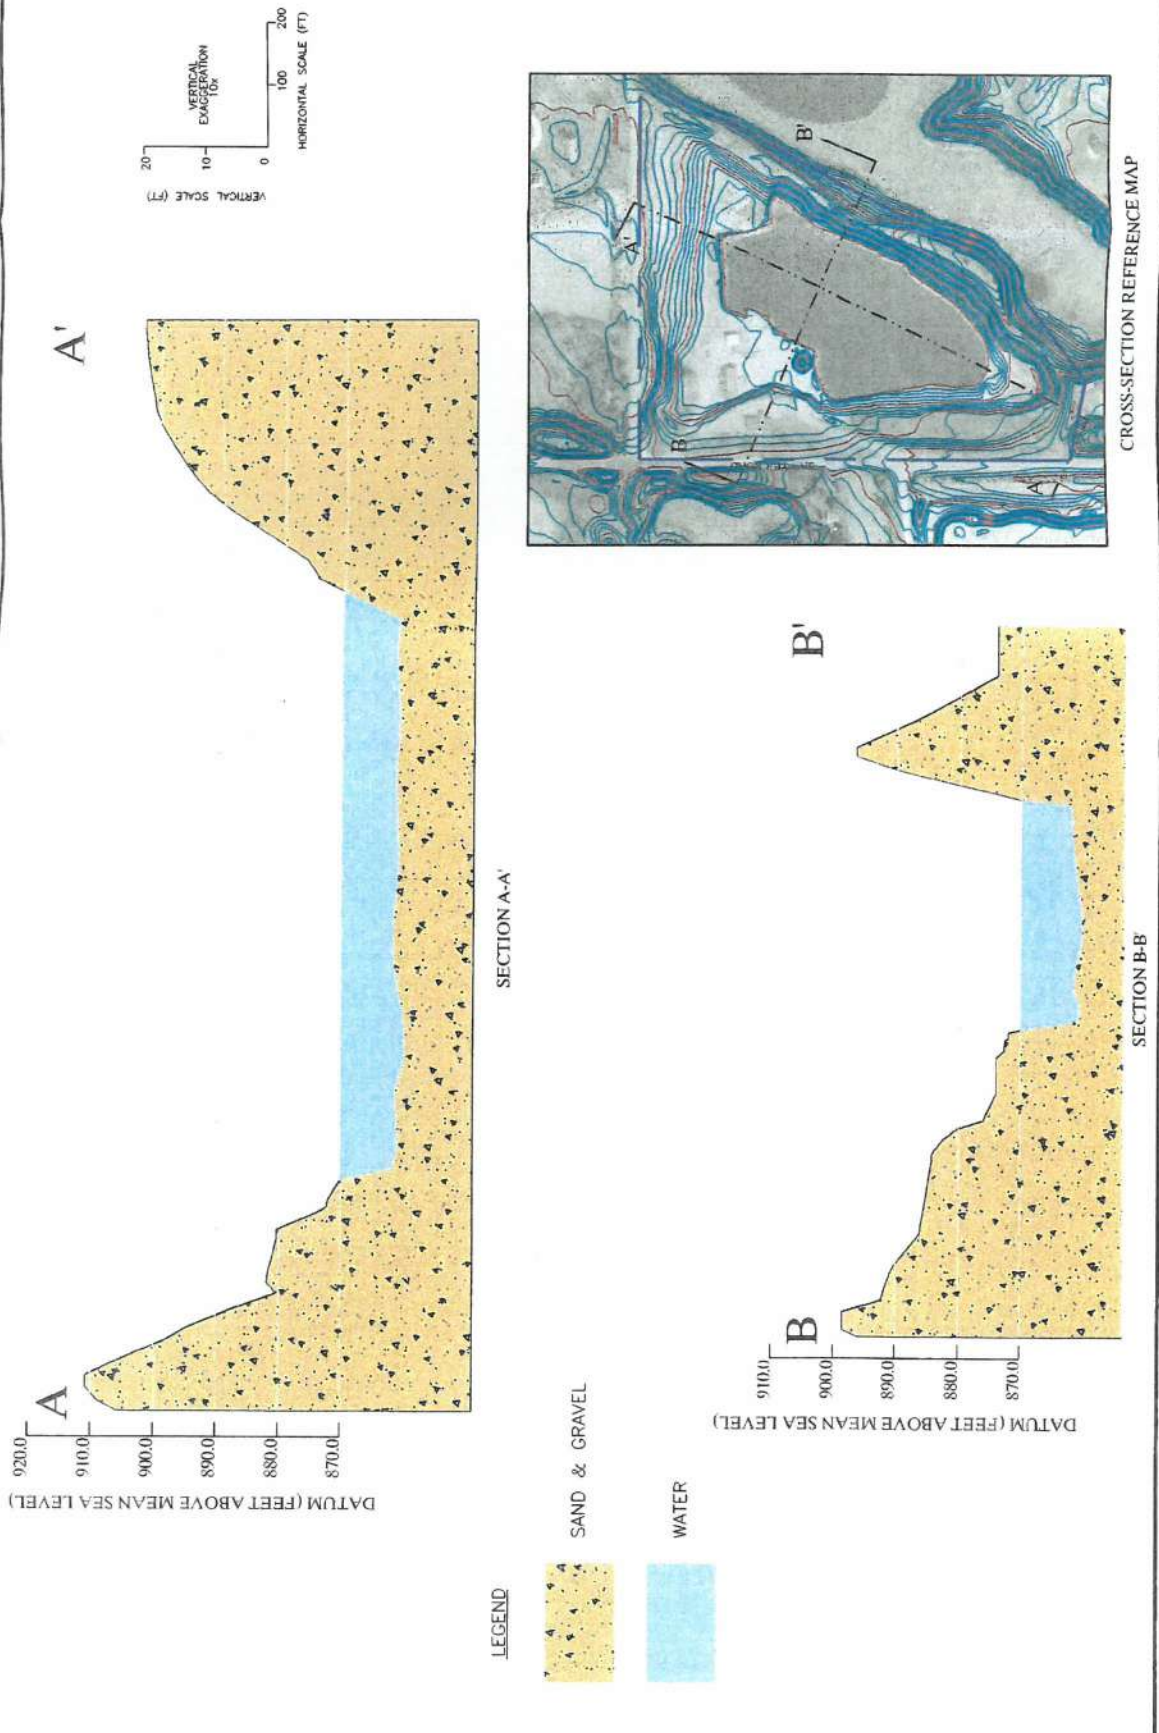 A
A'
920.0
910.0
900.0
890.0
880.0
870.0
DATUM (FEET ABOVE MEAN SEA LEVEL)
SECTION A-A'
VERTICAL SCALE (FT)
20
10
0
VERTICAL
EXAGGERATION
10x
100
200
HORIZONTAL SCALE (FT)
LEGEND
SAND & GRAVEL
WATER
B
B'
910.0
900.0
890.0
880.0
870.0
DATUM (FEET ABOVE MEAN SEA LEVEL)
SECTION B-B'
A
A'
B
B'
CROSS-SECTION REFERENCE MAP